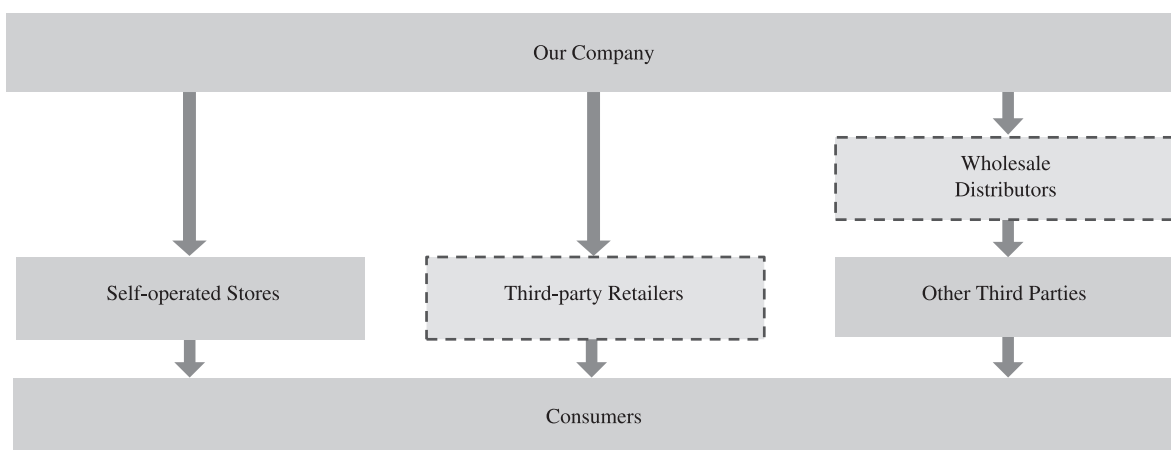 Our Company
Wholesale
Distributors
Self-operated Stores
Third-party Retailers
Other Third Parties
Consumers